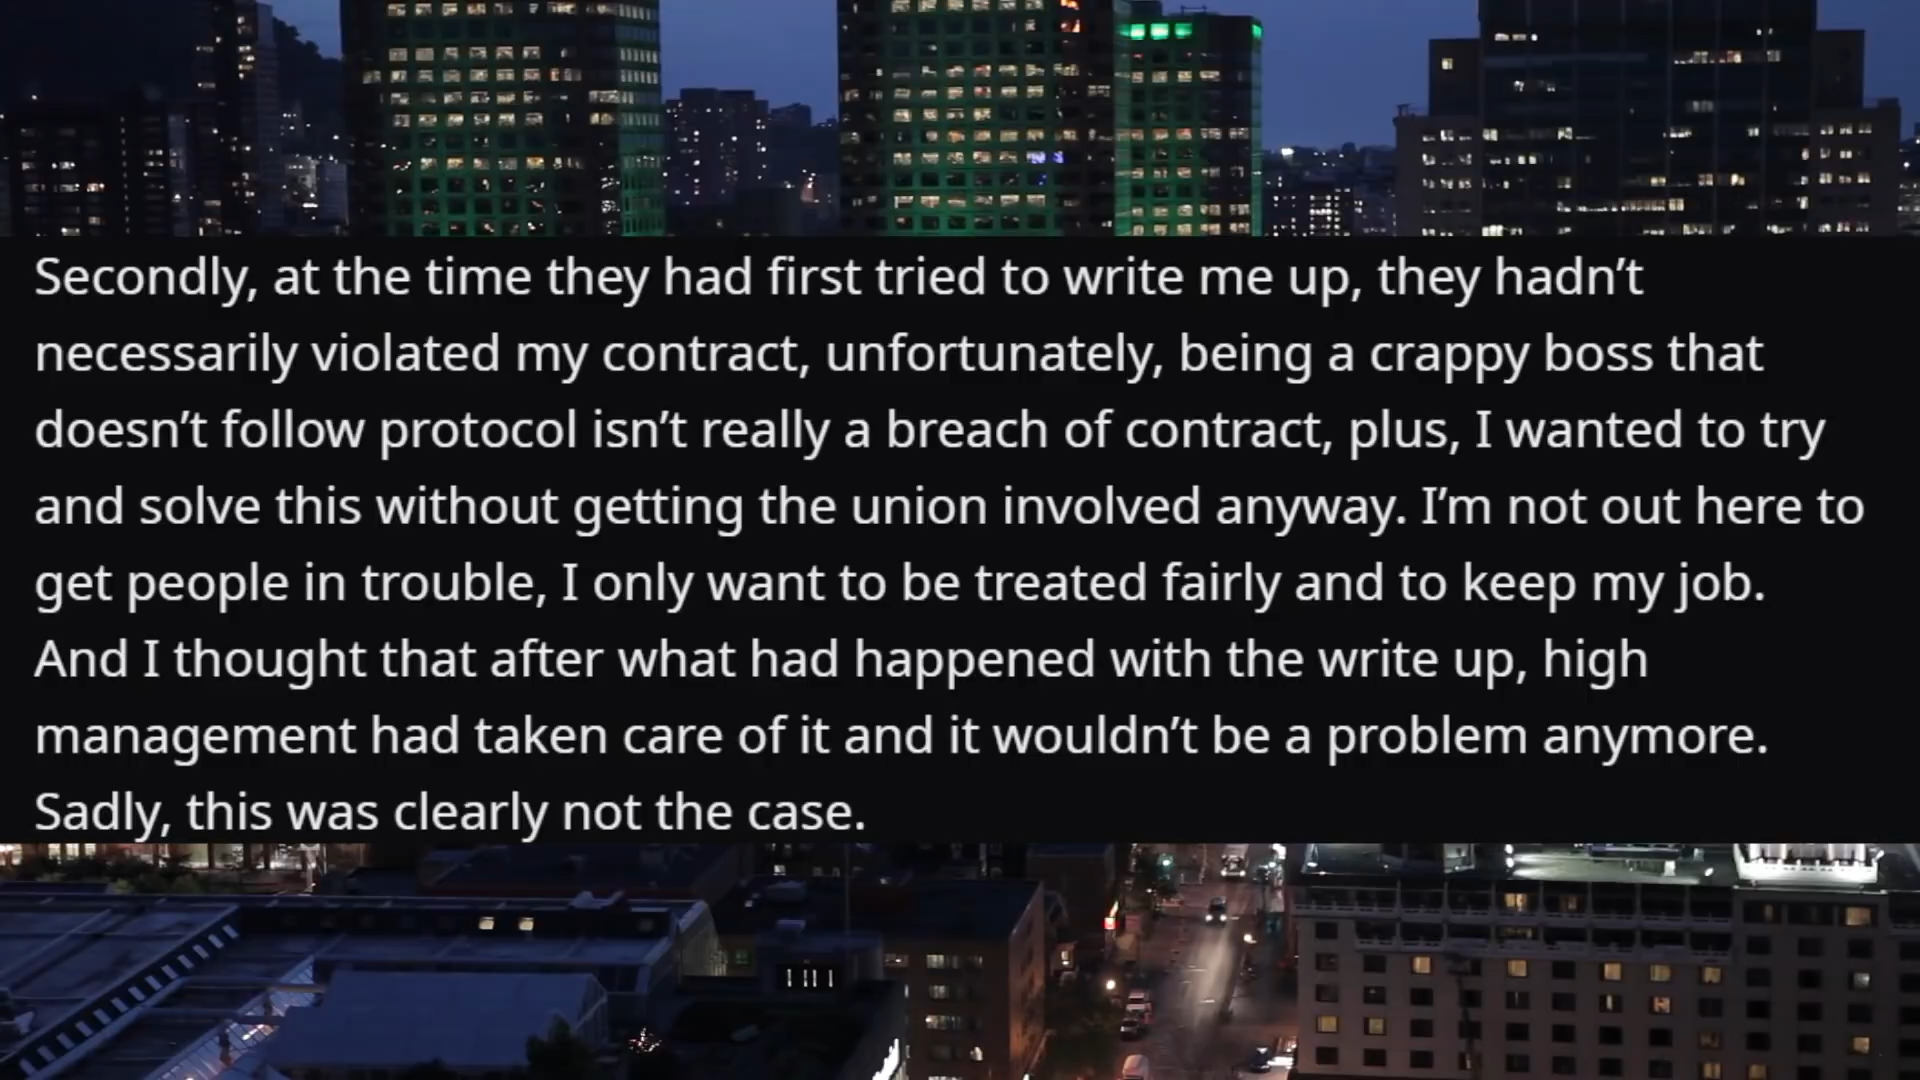 Secondly, at the time they had first tried to write me up, they hadn’t
necessarily violated my contract, unfortunately, being a crappy boss that
doesn’t follow protocol isn’t really a breach of contract, plus, I wanted to try
and solve this without getting the union involved anyway. I’m not out here to
get people in trouble, I only want to be treated fairly and to keep my job.
And I thought that after what had happened with the write up, high
management had taken care of it and it wouldn’t be a problem anymore.
Sadly, this was clearly not the case.